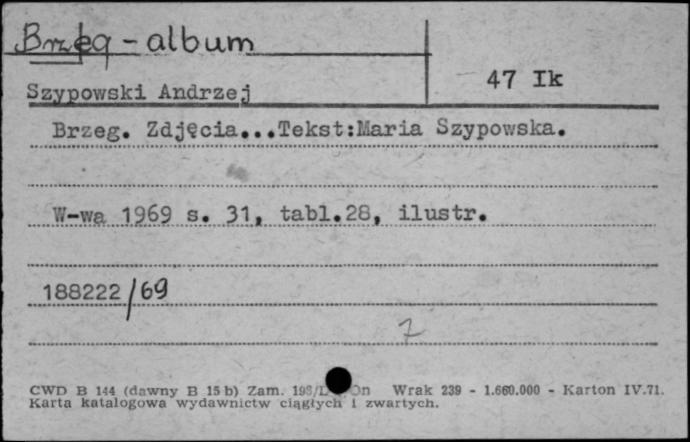 Brzeg - album
47 Ik
Szypowski Andrzej
Brzeg. Zdjęcia...Tekst:Maria Szypowska.
W-wa 1969 s. 31, tabl.28, ilustr.
188222/69
7
CWD B 144 (dawny B 15 b) Zam. Wrak 239 - 1.660.000 - Karton IV.71.
Karta katalogowa wydawnictw ciągłych i zwartych.